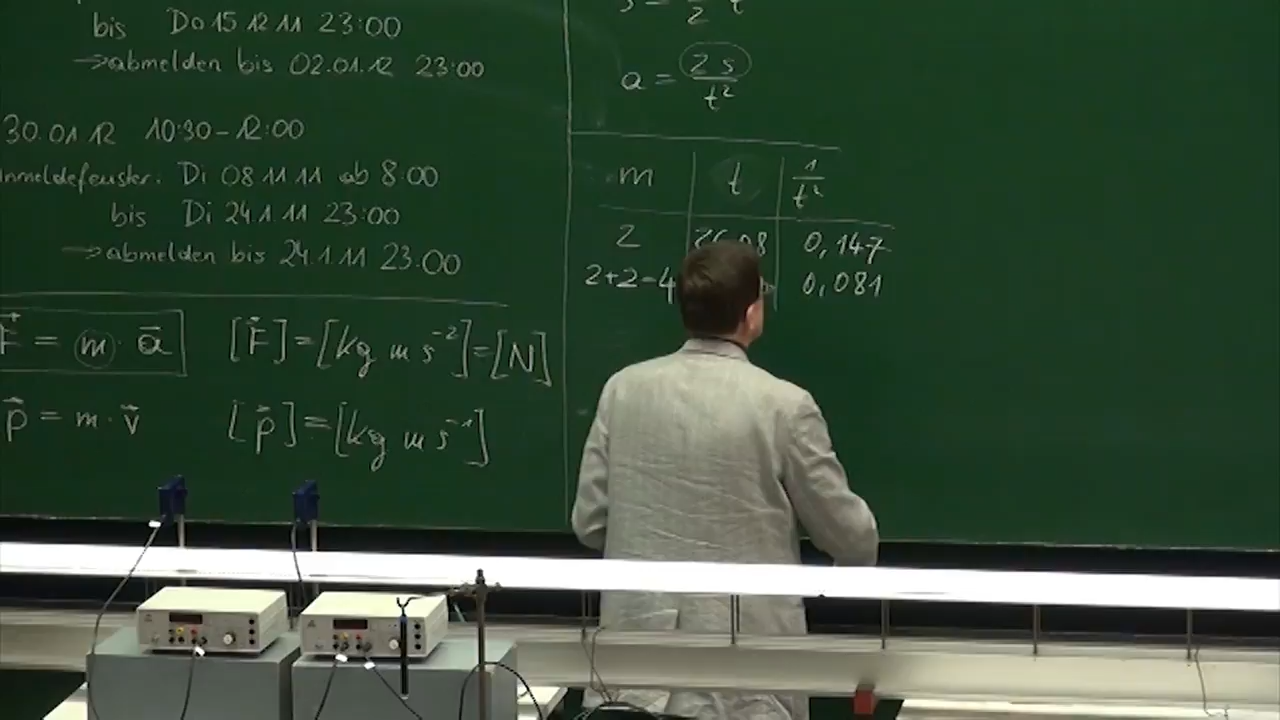 bis Do 15 12 11 23:00
→abmelden bis 02.01.12 23:00
30.01 12 10:30-12:00
nmeldefenster: Di 08 11 11 ab 8:00
bis Di 24.1.11 23:00
→abmelden bis 24.1.11 23.00
F⃗ = m · a⃗ [F⃗]=[kg m s⁻²]=[N]
p⃗ = m · v⃗ [p⃗]=[kg m s⁻¹]
a = 2 s / t²
m t 1/t²
2 0,147
2+2=4 0,081